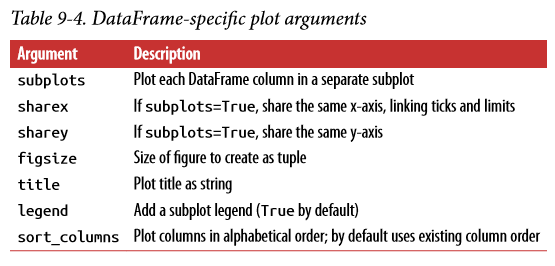 Table 9-4. DataFrame-specific plot arguments
Argument Description
subplots Plot each DataFrame column in a separate subplot
sharex If subplots=True, share the same x-axis, linking ticks and limits
sharey If subplots=True, share the same y-axis
figsize Size of figure to create as tuple
title Plot title as string
legend Add a subplot legend (True by default)
sort_columns Plot columns in alphabetical order; by default uses existing column order